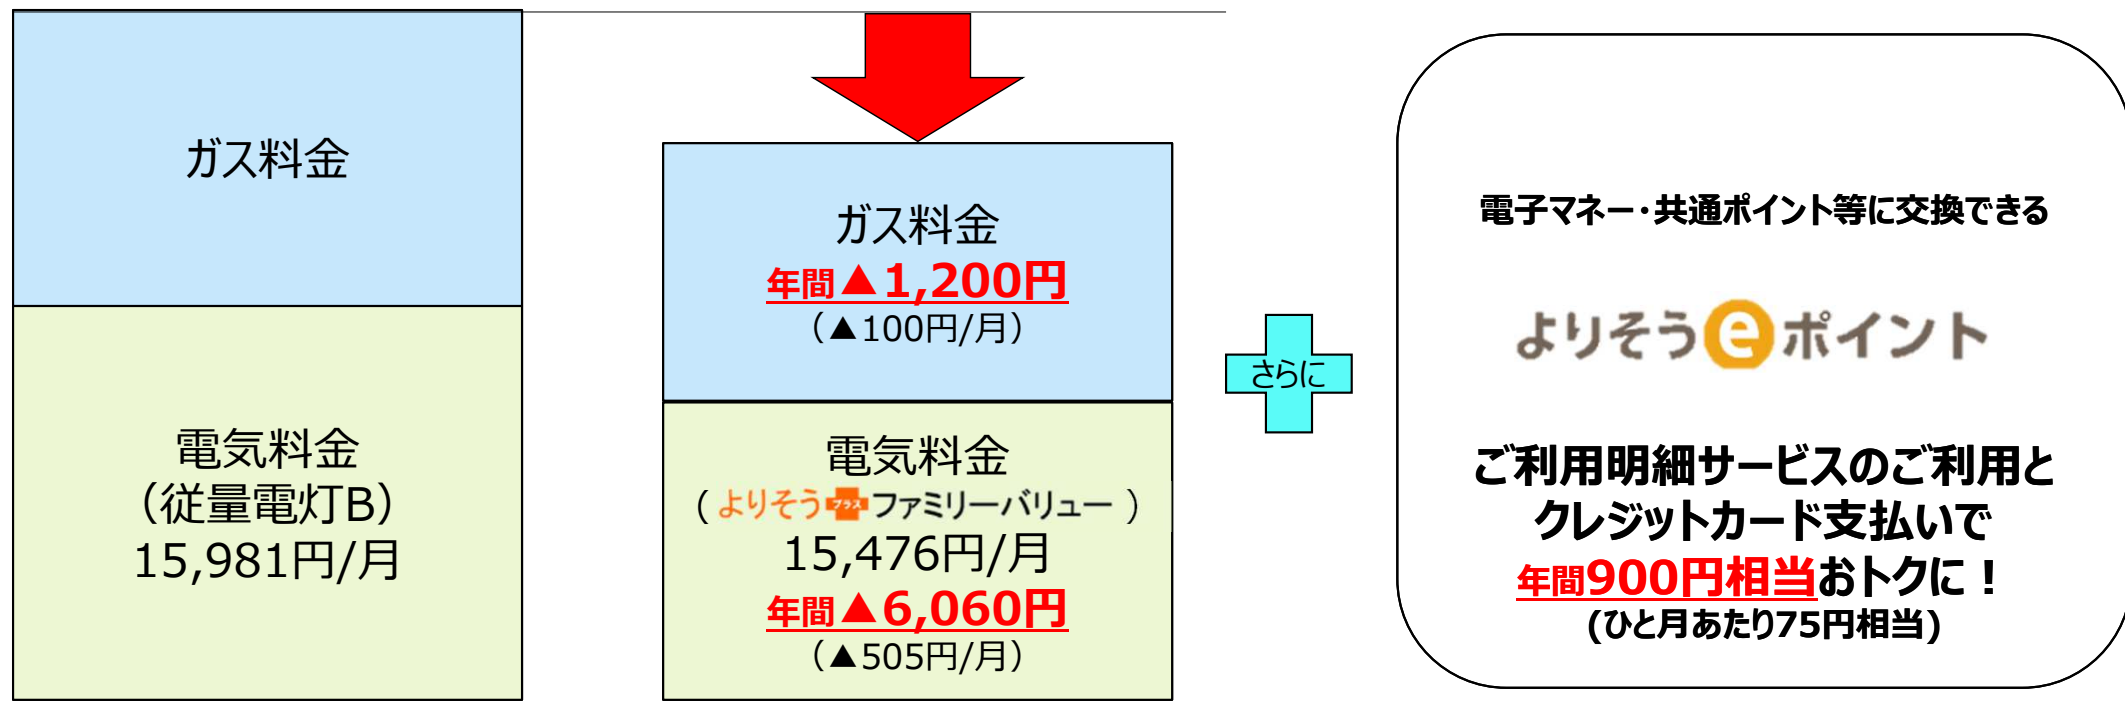 ガス料金
電気料金
（従量電灯B）
15,981円/月
ガス料金
年間▲1,200円
（▲100円/月）
電気料金
（よりそうプラスファミリーバリュー）
15,476円/月
年間▲6,060円
（▲505円/月）
さらに
電子マネー・共通ポイント等に交換できる
よりそうeポイント
ご利用明細サービスのご利用と
クレジットカード支払いで
年間900円相当おトクに！
(ひと月あたり75円相当)